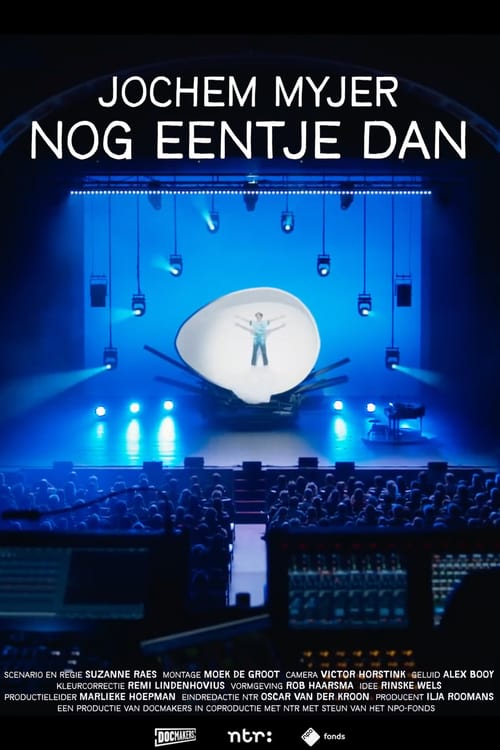 JOCHEM MYJER
NOG EENTJE DAN
SCENARIO EN REGIE SUZANNE RAES MONTAGE MOEK DE GROOT CAMERA VICTOR HORSTINK GELUID ALEX BOOY
KLEURCORRECTIE REMI LINDENHOVIUS VORMGEVING ROB HAARSMA IDEE RINSKE WELS
PRODUCTIELEIDER MARLIEKE HOEPMAN EINDREDACTIE NTR OSCAR VAN DER KROON PRODUCENT ILJA ROOMANS
EEN PRODUCTIE VAN DOCMAKERS IN COPRODUCTIE MET NTR MET STEUN VAN HET NPO-FONDS
DOCMAKERS ntr: npo fonds